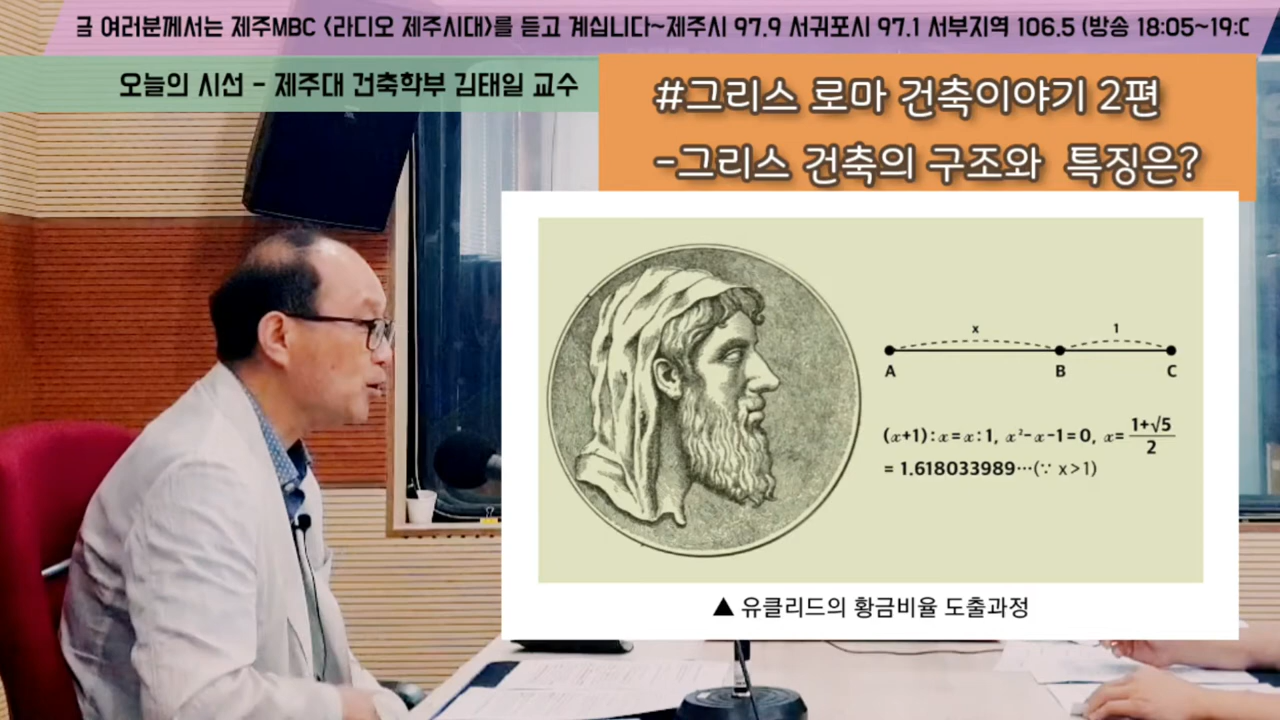 금 여러분께서는 제주MBC <라디오 제주시대>를 듣고 계십니다~제주시 97.9 서귀포시 97.1 서부지역 106.5 (방송 18:05~19:0
오늘의 시선 - 제주대 건축학부 김태일 교수
#그리스 로마 건축이야기 2편
-그리스 건축의 구조와 특징은?
x 1
A B C
(x+1):x=x:1, x²-x-1=0, x=1+√5/2
= 1.618033989···(∵ x>1)
▲ 유클리드의 황금비율 도출과정